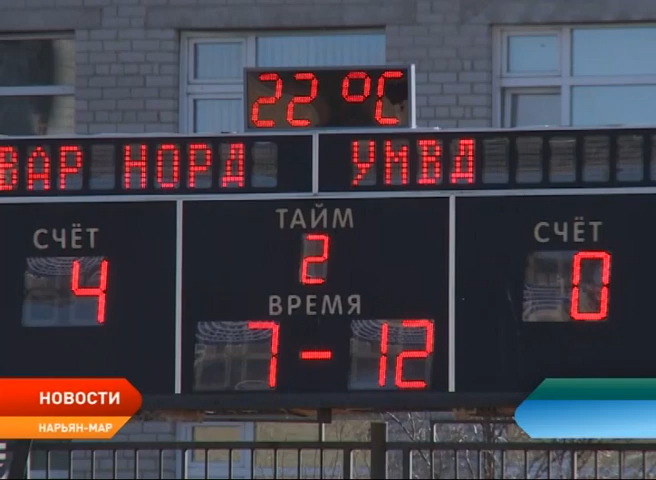 22 °C
ВАР НОРД УМВД
СЧЁТ ТАЙМ СЧЁТ
4 2 0
ВРЕМЯ
7-12
НОВОСТИ
НАРЬЯН-МАР